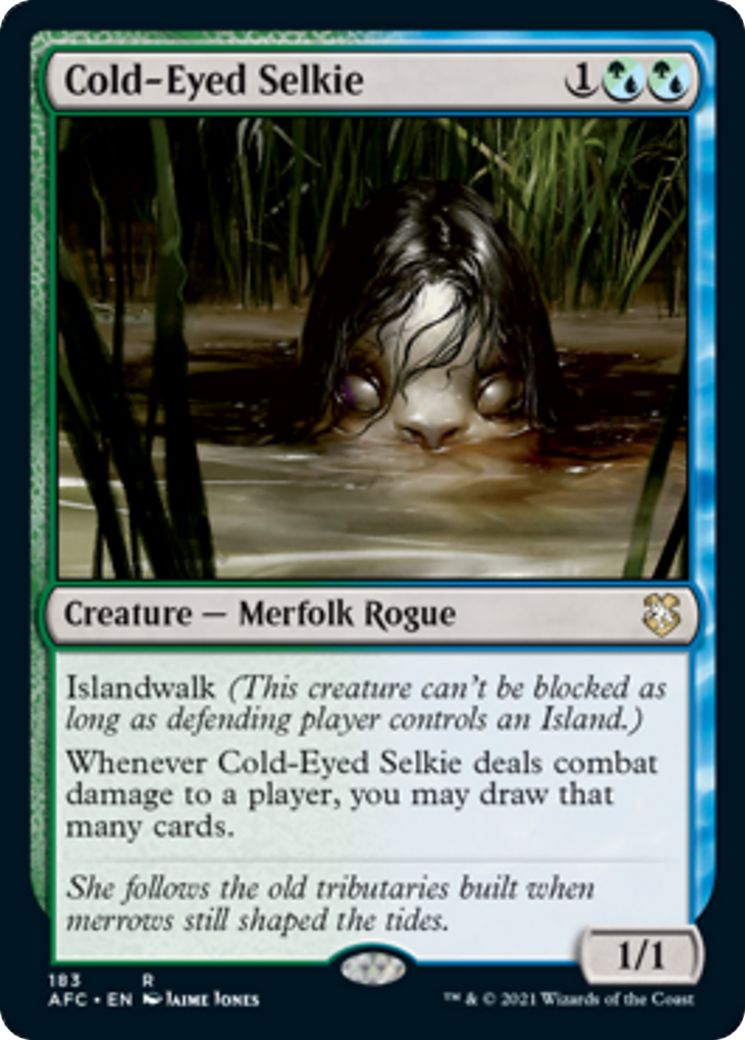 Cold-Eyed Selkie 1
Creature — Merfolk Rogue
Islandwalk (This creature can't be blocked as
long as defending player controls an Island.)
Whenever Cold-Eyed Selkie deals combat
damage to a player, you may draw that
many cards.
She follows the old tributaries built when
merrows still shaped the tides.
1/1
183 R
AFC • EN Jaime Jones
™ & © 2021 Wizards of the Coast